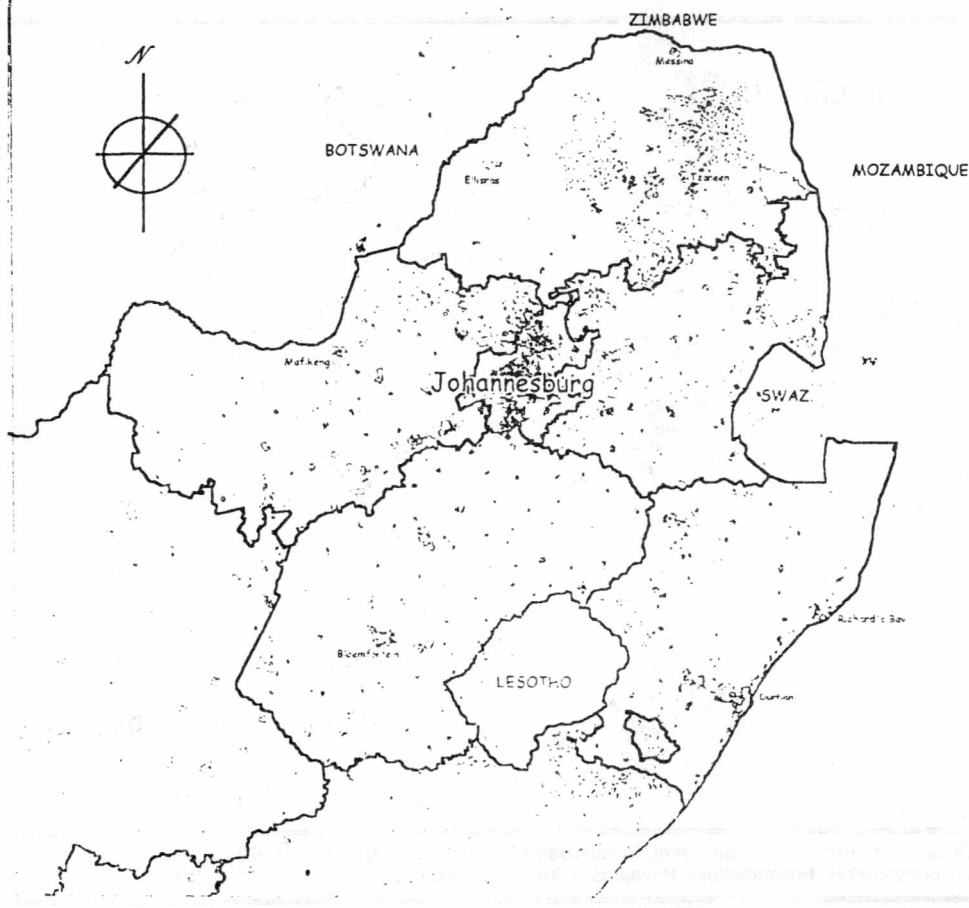 ZIMBABWE
Messina
N
BOTSWANA
MOZAMBIQUE
Ellisras
Tzaneen
Mafikeng
Johannesburg
SWAZ.
Richard's Bay
Bloemfontein
LESOTHO
Durban